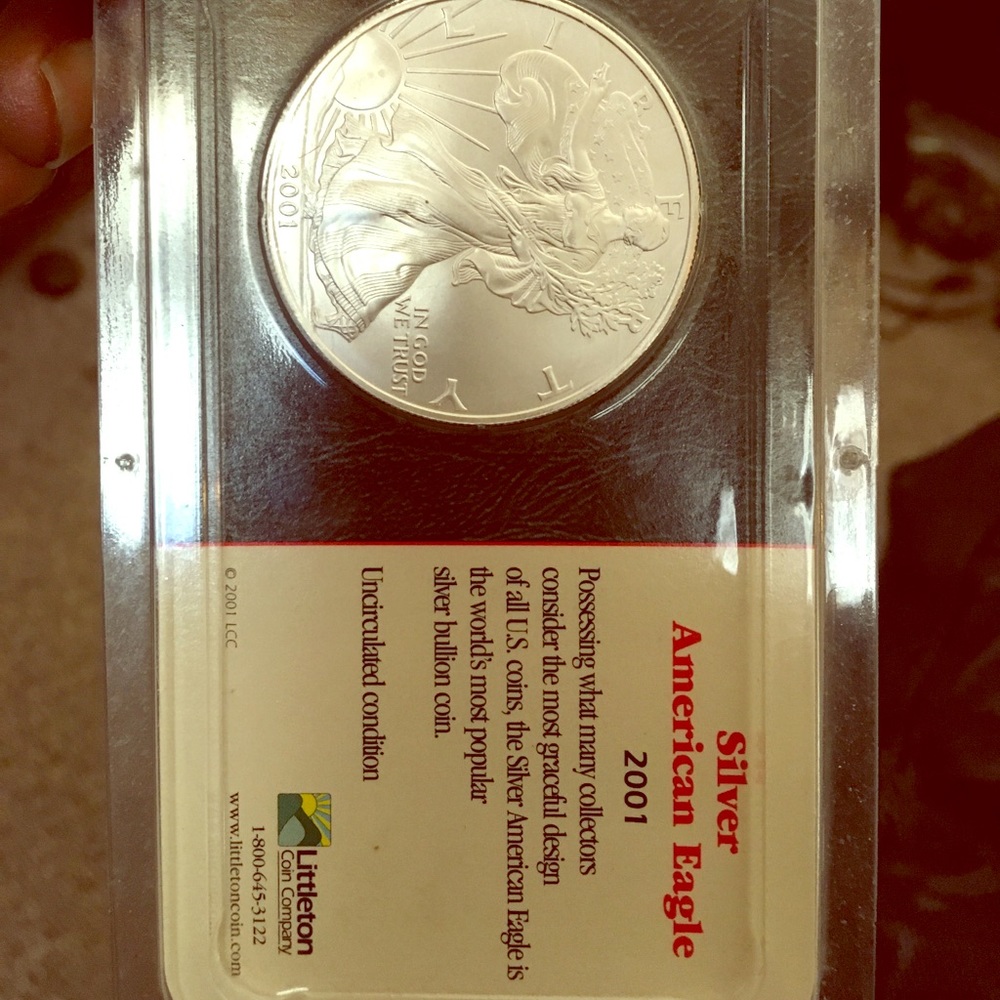 LIBERTY
IN GOD
WE TRUST
2001
Silver
American Eagle
2001
Possessing what many collectors
consider the most graceful design
of all U.S. coins, the Silver American Eagle is
the world's most popular
silver bullion coin.
Uncirculated condition
Littleton
Coin Company
1-800-645-3122
© 2001 LCC
www.littletoncoin.com